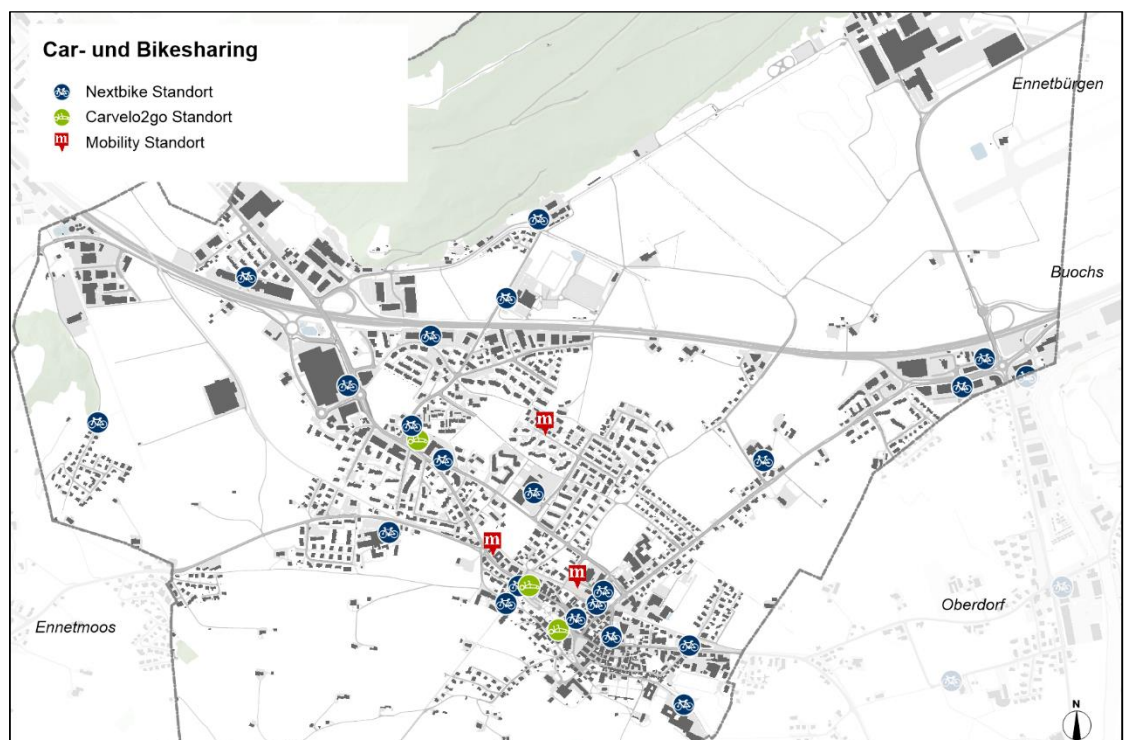 Car- und Bikesharing
Nextbike Standort
Carvelo2go Standort
m Mobility Standort
Ennetbürgen
Buochs
m
m
m
Oberdorf
Ennetmoos
N